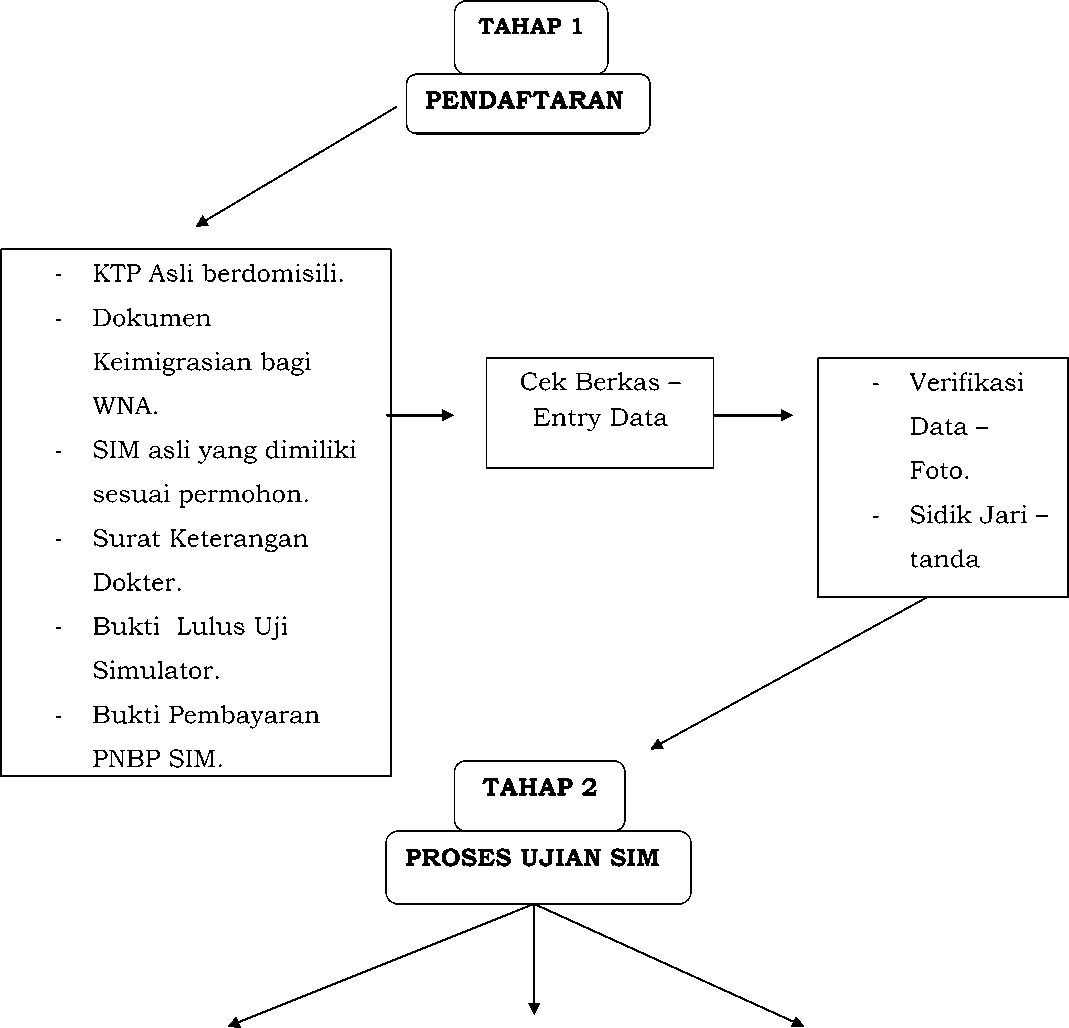 TAHAP 1
PENDAFTARAN
- KTP Asli berdomisili.
- Dokumen
Keimigrasian bagi
WNA.
- SIM asli yang dimiliki
sesuai permohon.
- Surat Keterangan
Dokter.
- Bukti Lulus Uji
Simulator.
- Bukti Pembayaran
PNBP SIM.
Cek Berkas –
Entry Data
- Verifikasi
Data –
Foto.
- Sidik Jari –
tanda
TAHAP 2
PROSES UJIAN SIM